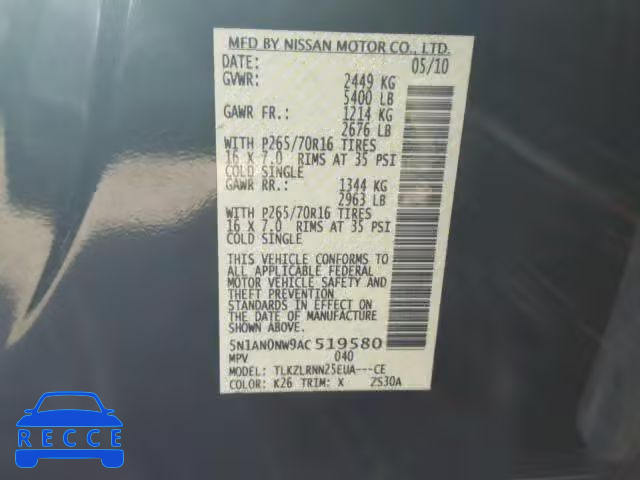 MFD BY NISSAN MOTOR CO., LTD.
DATE: 05/10
GVWR: 2449 KG
5400 LB
GAWR FR.: 1214 KG
2676 LB
WITH P265/70R16 TIRES
16 X 7.0 RIMS AT 35 PSI
COLD SINGLE
GAWR RR.: 1344 KG
2963 LB
WITH P265/70R16 TIRES
16 X 7.0 RIMS AT 35 PSI
COLD SINGLE
THIS VEHICLE CONFORMS TO
ALL APPLICABLE FEDERAL
MOTOR VEHICLE SAFETY AND
THEFT PREVENTION
STANDARDS IN EFFECT ON
THE DATE OF MANUFACTURE
SHOWN ABOVE.
5N1AN0NW9AC519580
MPV 040
MODEL: TLKZLRNN25EUA---CE
COLOR: K26 TRIM: X ZS30A
RECCE